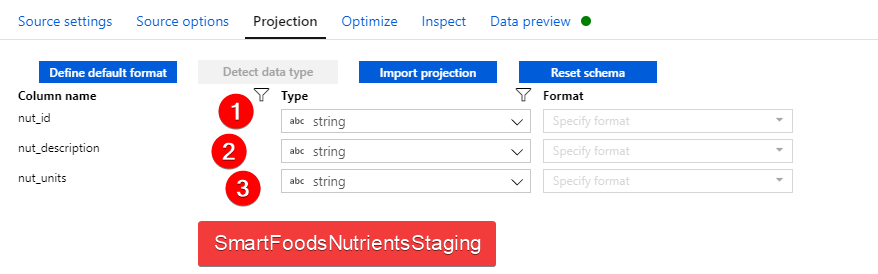 Source settings Source options Projection Optimize Inspect Data preview
Define default format Detect data type Import projection Reset schema
Column name Type Format
nut_id 1 abc string Specify format
nut_description 2 abc string Specify format
nut_units 3 abc string Specify format
SmartFoodsNutrientsStaging